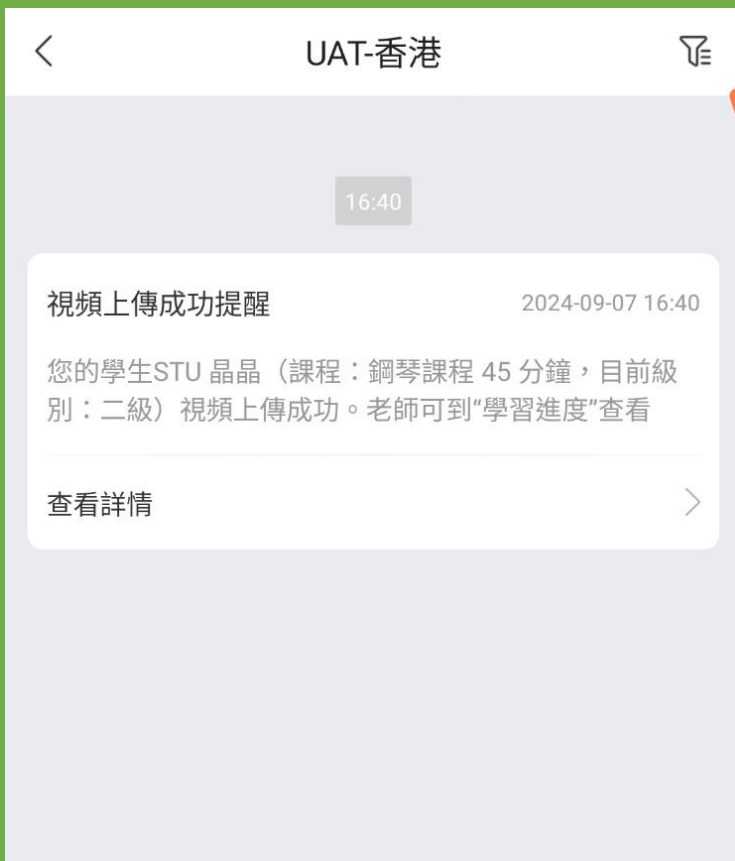 UAT-香港
16:40
視頻上傳成功提醒
2024-09-07 16:40
您的學生STU 晶晶（課程：鋼琴課程 45 分鐘，目前級
別：二級）視頻上傳成功。老師可到“學習進度”查看
查看詳情